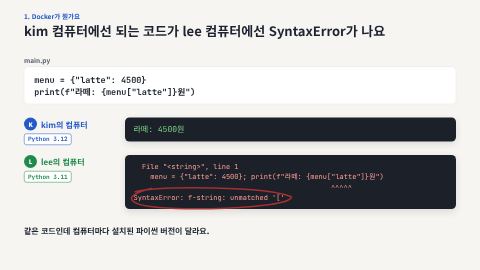 1. Docker가 뭔가요
kim 컴퓨터에선 되는 코드가 lee 컴퓨터에선 SyntaxError가 나요
main.py
menu = {"latte": 4500}
print(f"라떼: {menu["latte"]}원")
K kim의 컴퓨터
Python 3.12
라떼: 4500원
L lee의 컴퓨터
Python 3.11
File "<string>", line 1
menu = {"latte": 4500}; print(f"라떼: {menu["latte"]}원")
^^^^^
SyntaxError: f-string: unmatched '['
같은 코드인데 컴퓨터마다 설치된 파이썬 버전이 달라요.